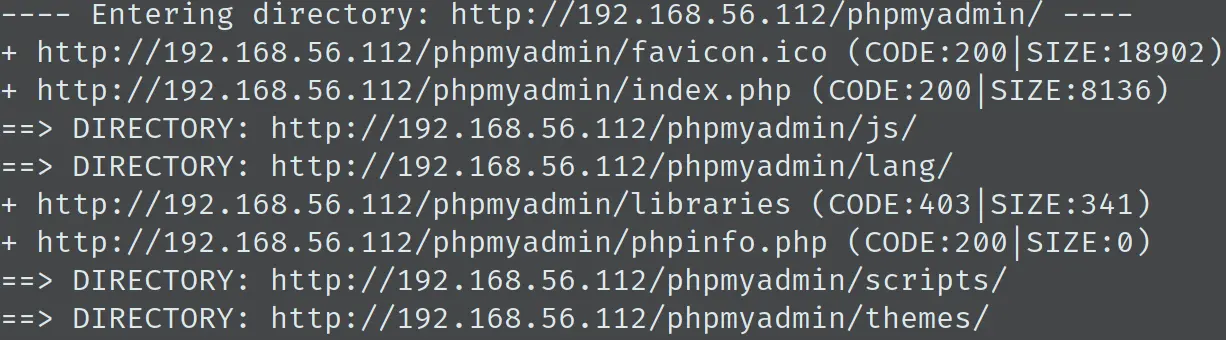 ---- Entering directory: http://192.168.56.112/phpmyadmin/ ----
+ http://192.168.56.112/phpmyadmin/favicon.ico (CODE:200|SIZE:18902)
+ http://192.168.56.112/phpmyadmin/index.php (CODE:200|SIZE:8136)
==> DIRECTORY: http://192.168.56.112/phpmyadmin/js/
==> DIRECTORY: http://192.168.56.112/phpmyadmin/lang/
+ http://192.168.56.112/phpmyadmin/libraries (CODE:403|SIZE:341)
+ http://192.168.56.112/phpmyadmin/phpinfo.php (CODE:200|SIZE:0)
==> DIRECTORY: http://192.168.56.112/phpmyadmin/scripts/
==> DIRECTORY: http://192.168.56.112/phpmyadmin/themes/